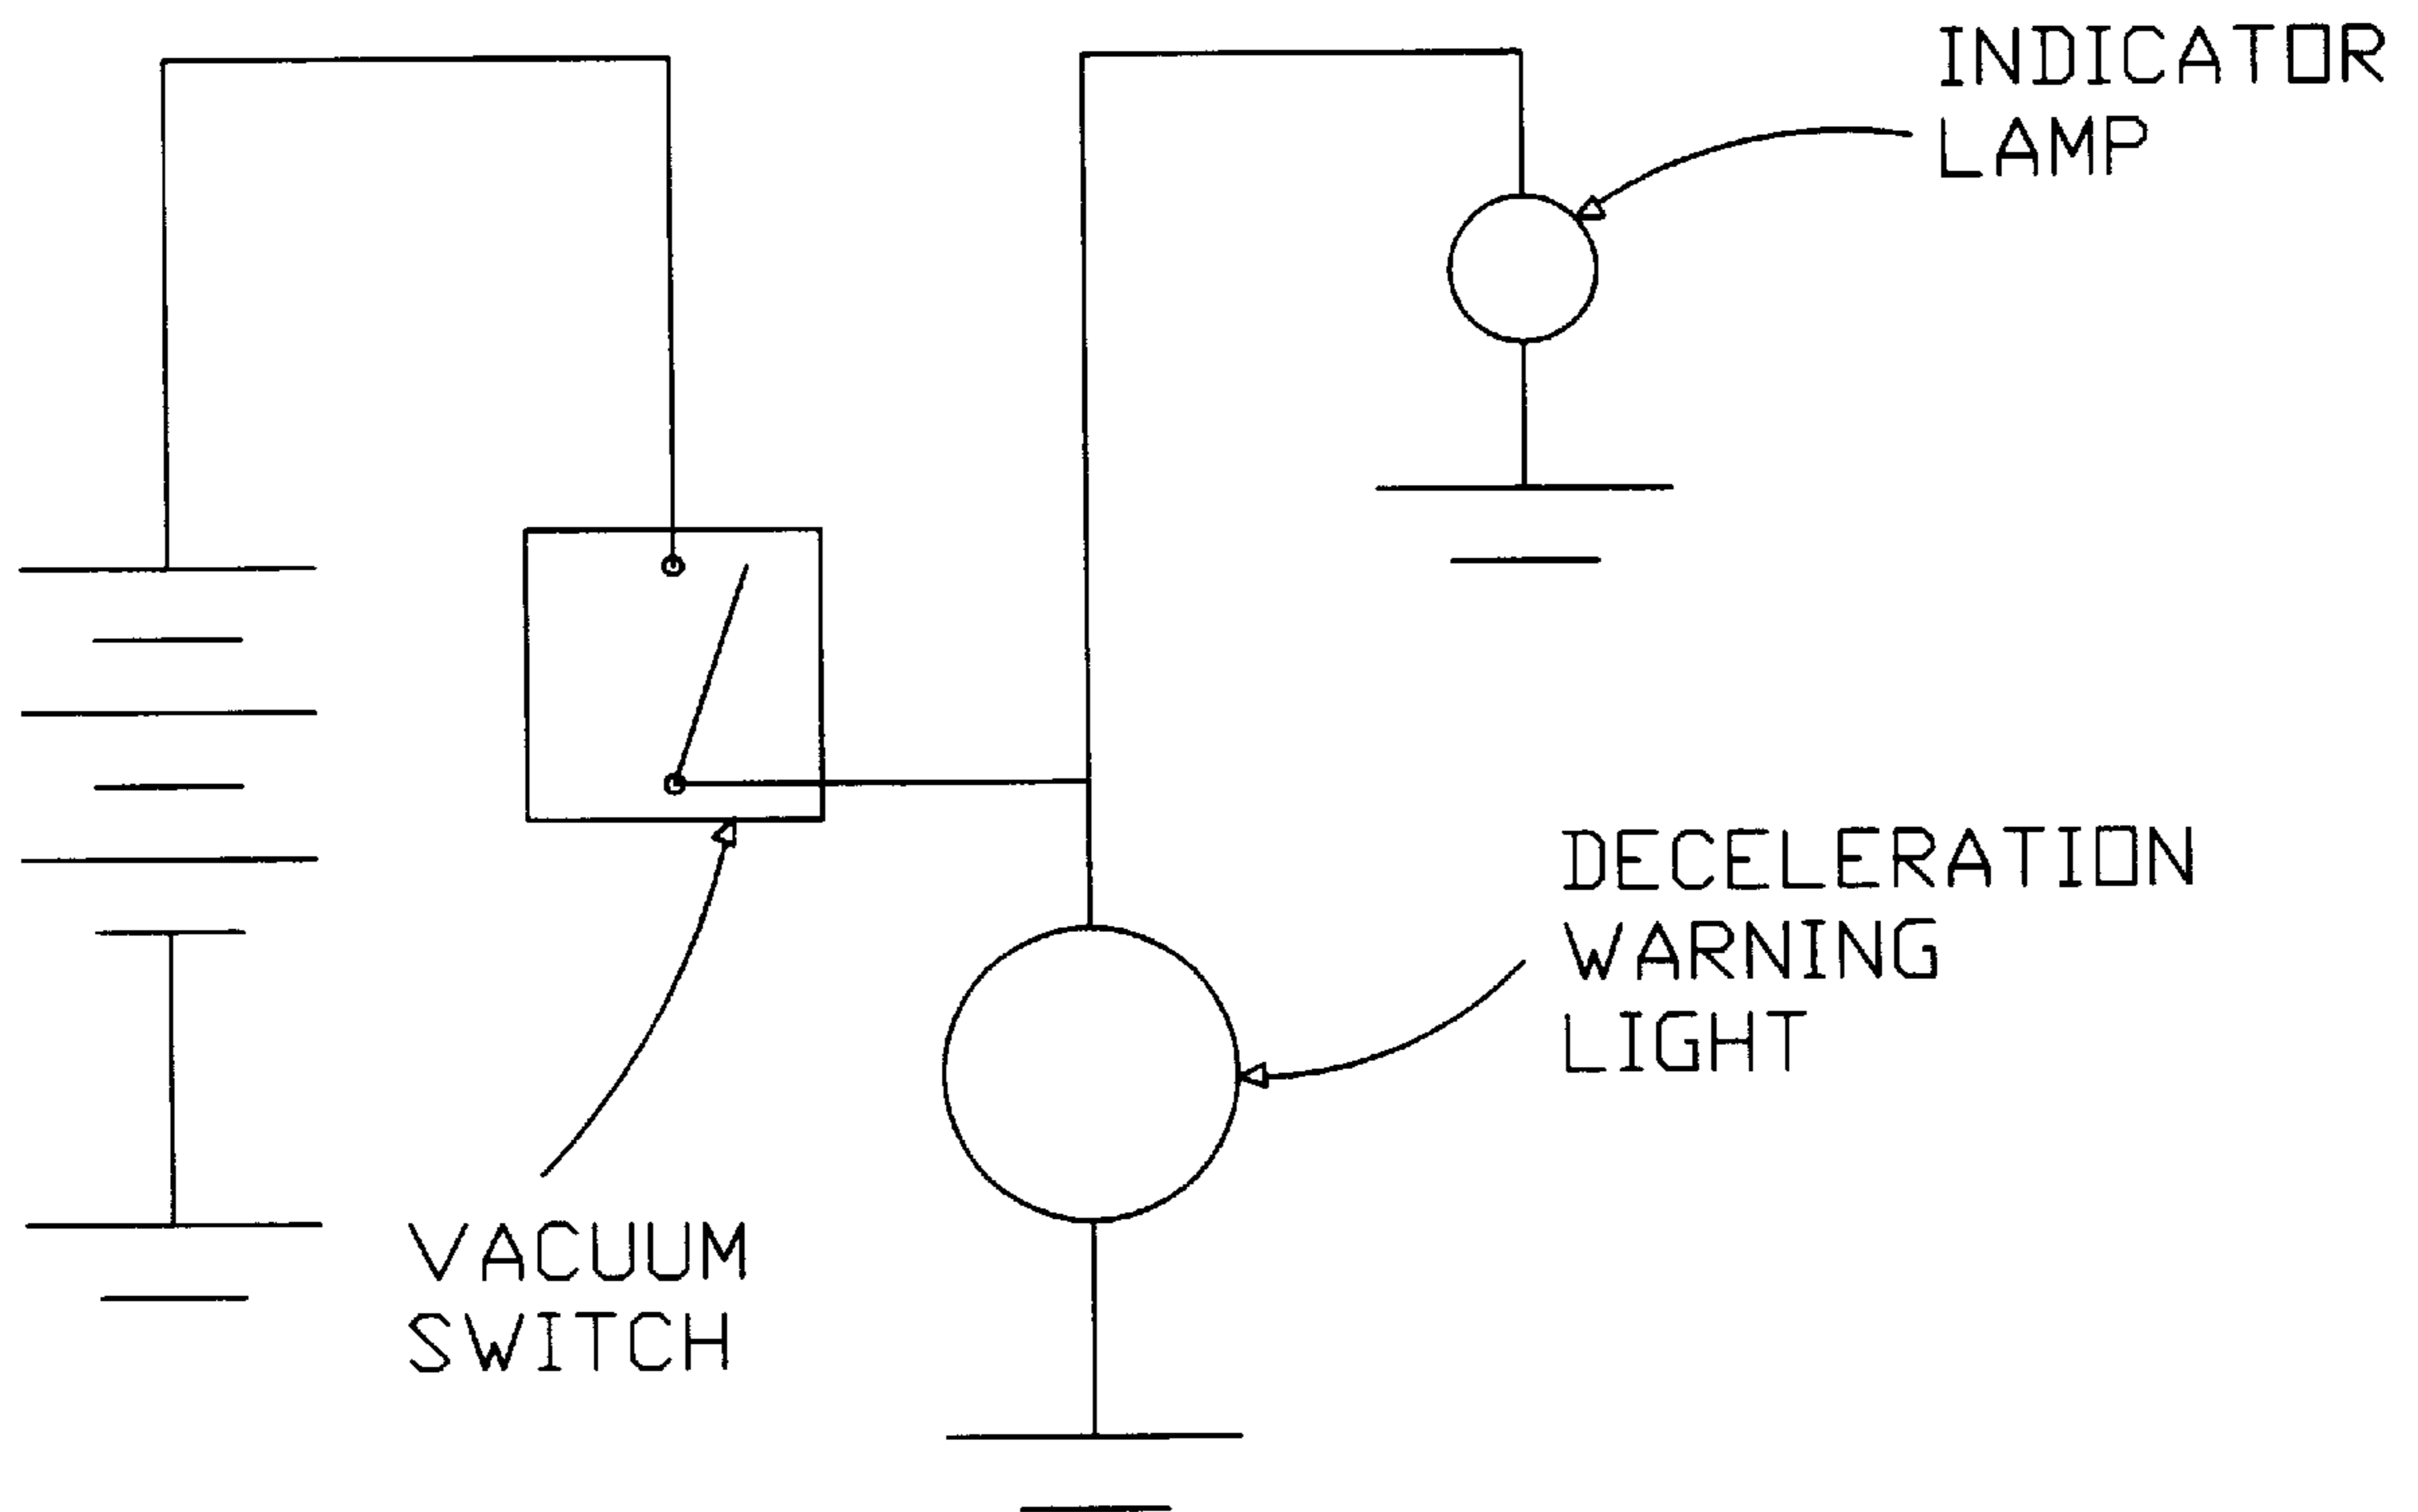 INDICATOR
LAMP
DECELERATION
WARNING
LIGHT
VACUUM
SWITCH